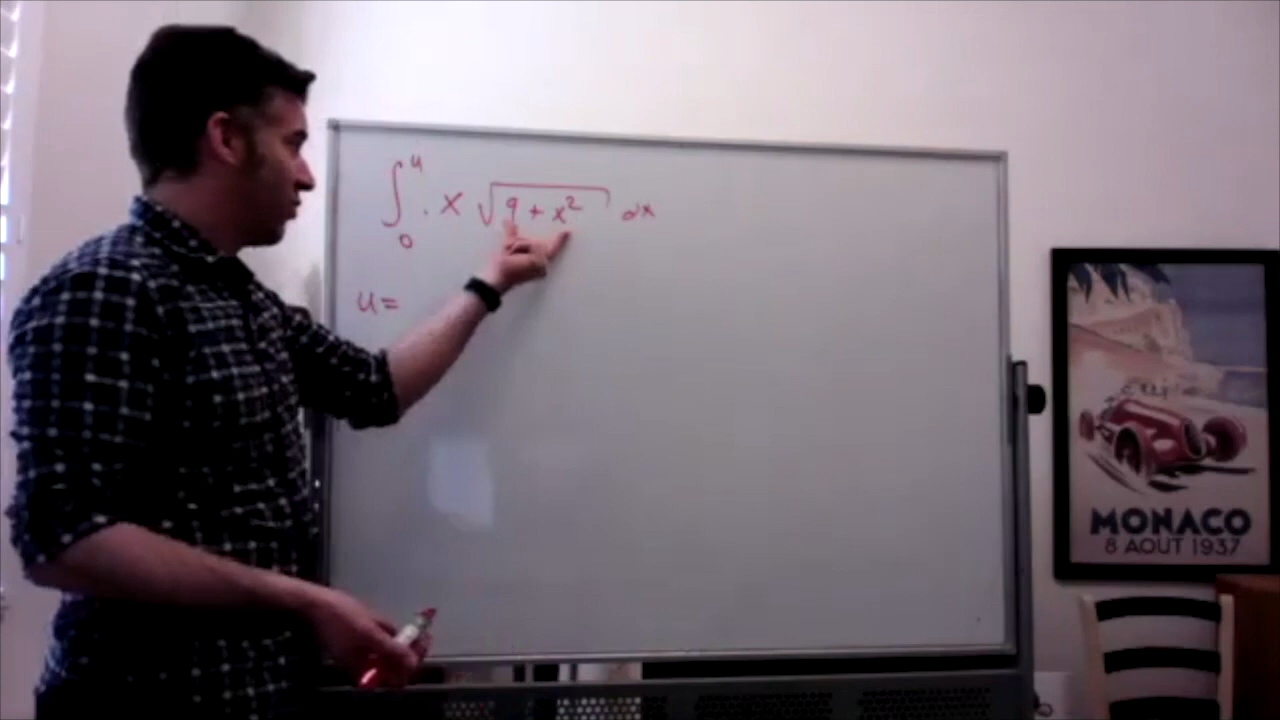 ∫₀⁴ x √(9 + x²) dx
u =
MONACO
8 AOUT 1937